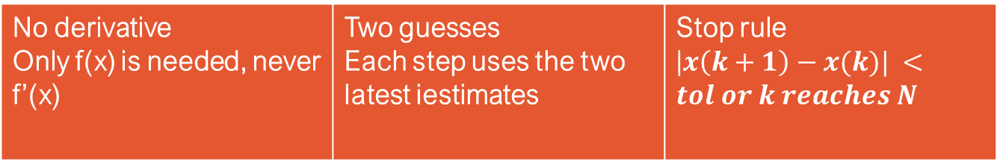 No derivative
Only f(x) is needed, never
f’(x)
Two guesses
Each step uses the two
latest iestimates
Stop rule
|x(k + 1) − x(k)| <
tol or k reaches N